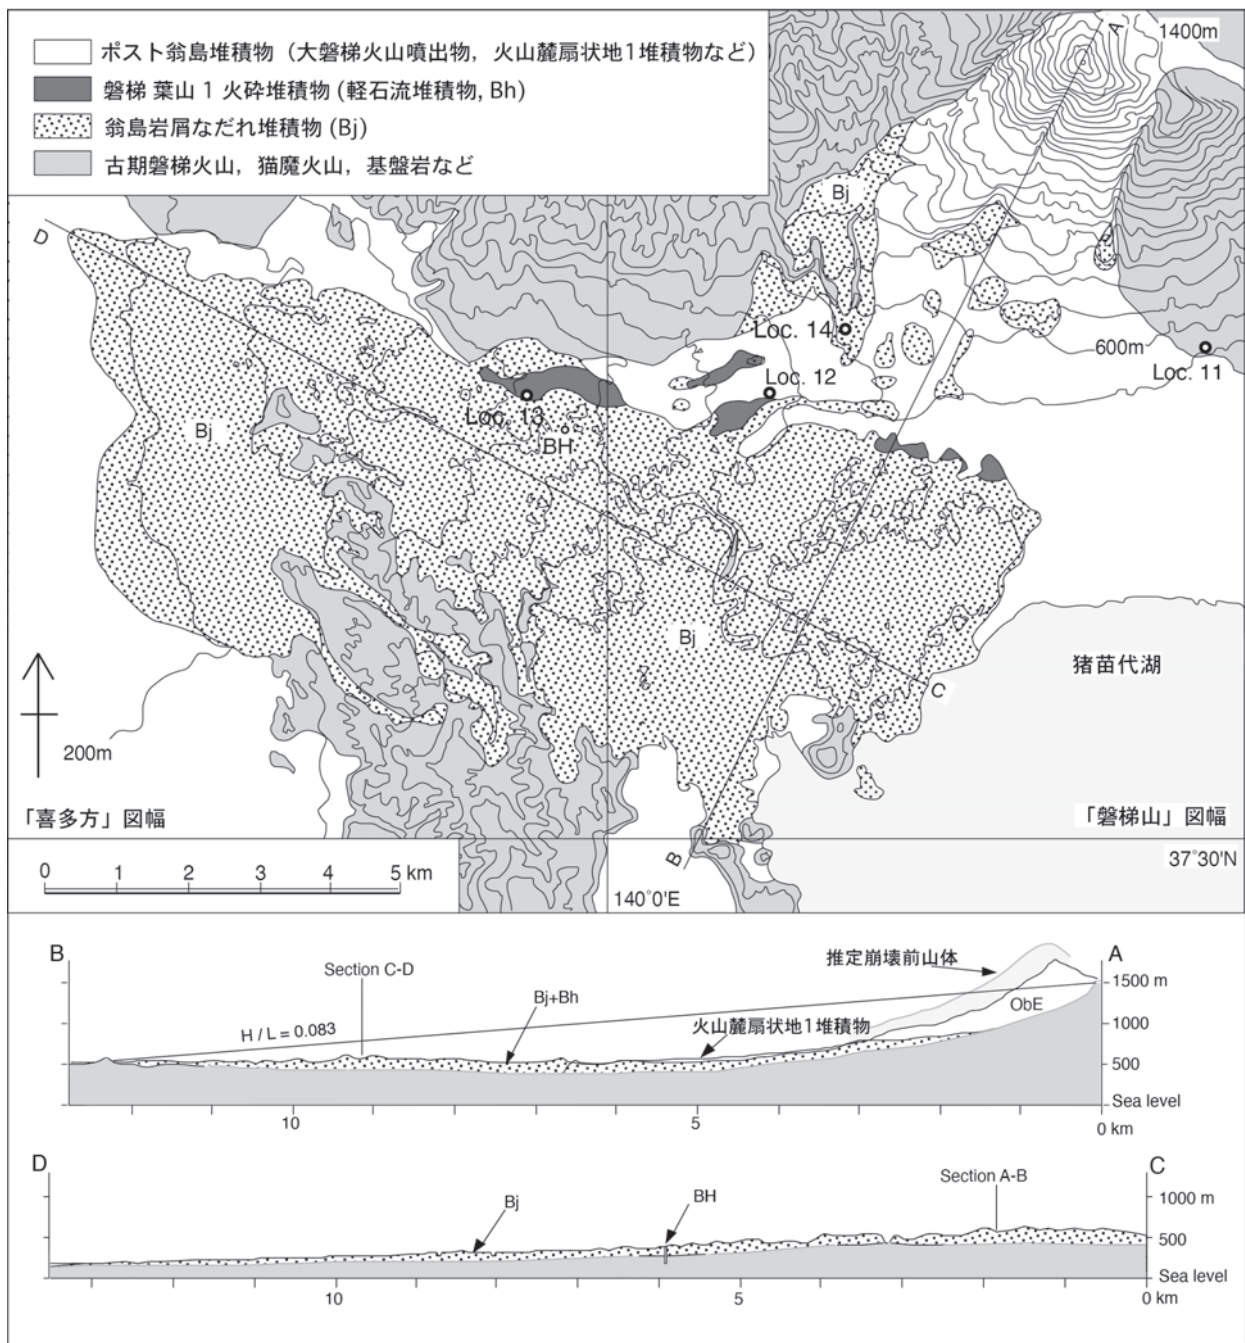 ポスト翁島堆積物（大磐梯火山噴出物，火山麓扇状地1堆積物など）
磐梯 葉山 1 火砕堆積物 (軽石流堆積物, Bh)
翁島岩屑なだれ堆積物 (Bj)
古期磐梯火山，猫魔火山，基盤岩など
A
1400m
D
Bj
Loc. 14
600m
Loc. 11
Loc. 12
Loc. 13
BH
Bj
Bj
C
猪苗代湖
200m
「喜多方」図幅
「磐梯山」図幅
B
37°30'N
0 1 2 3 4 5 km
140°0'E
B
A
Section C-D
推定崩壊前山体
1500 m
Bj+Bh
ObE
H / L = 0.083
火山麓扇状地1堆積物
1000
500
Sea level
10
5
0 km
D
C
Section A-B
Bj
BH
1000 m
500
Sea level
10
5
0 km